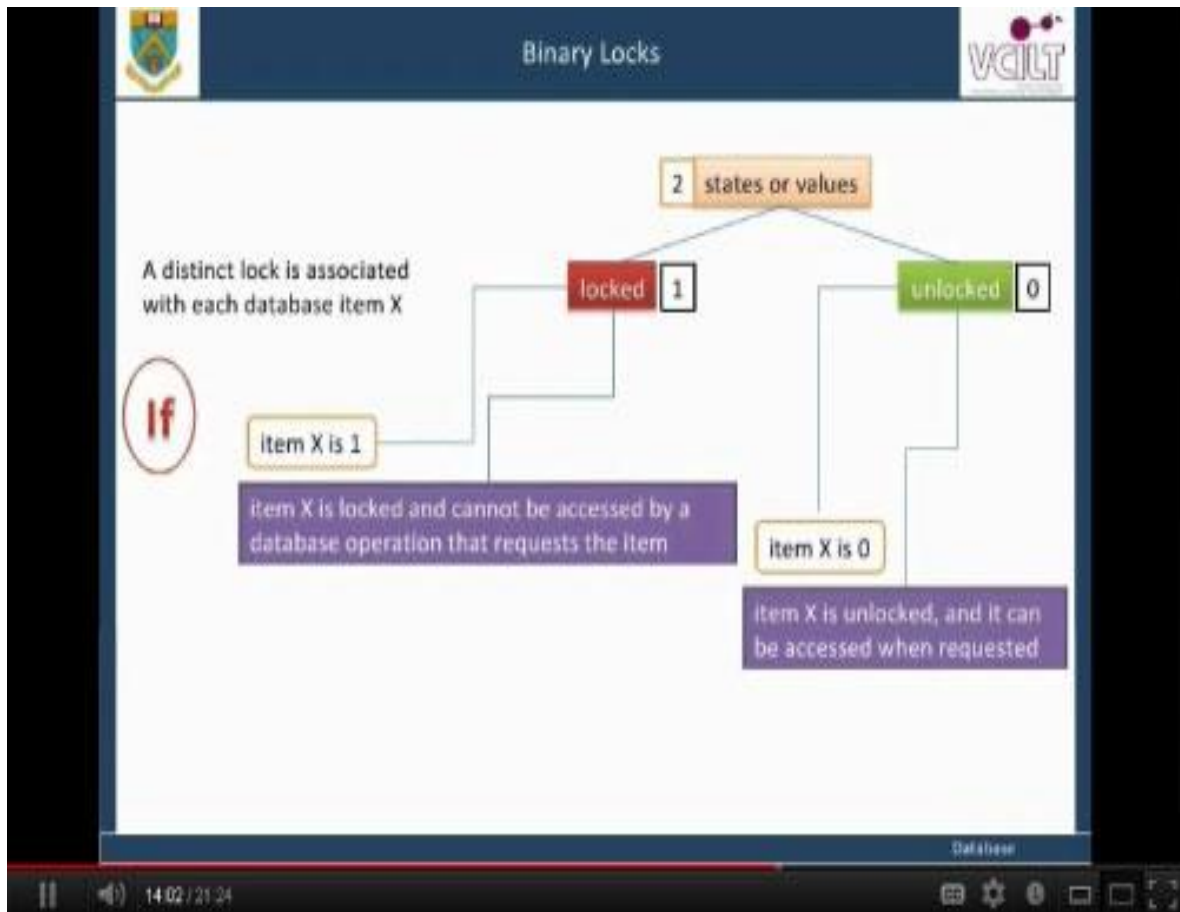 Binary Locks
VCILT
2 states or values
A distinct lock is associated
with each database item X
locked 1
unlocked 0
If
item X is 1
item X is locked and cannot be accessed by a
database operation that requests the item
item X is 0
item X is unlocked, and it can
be accessed when requested
Database
14:02 / 21:24